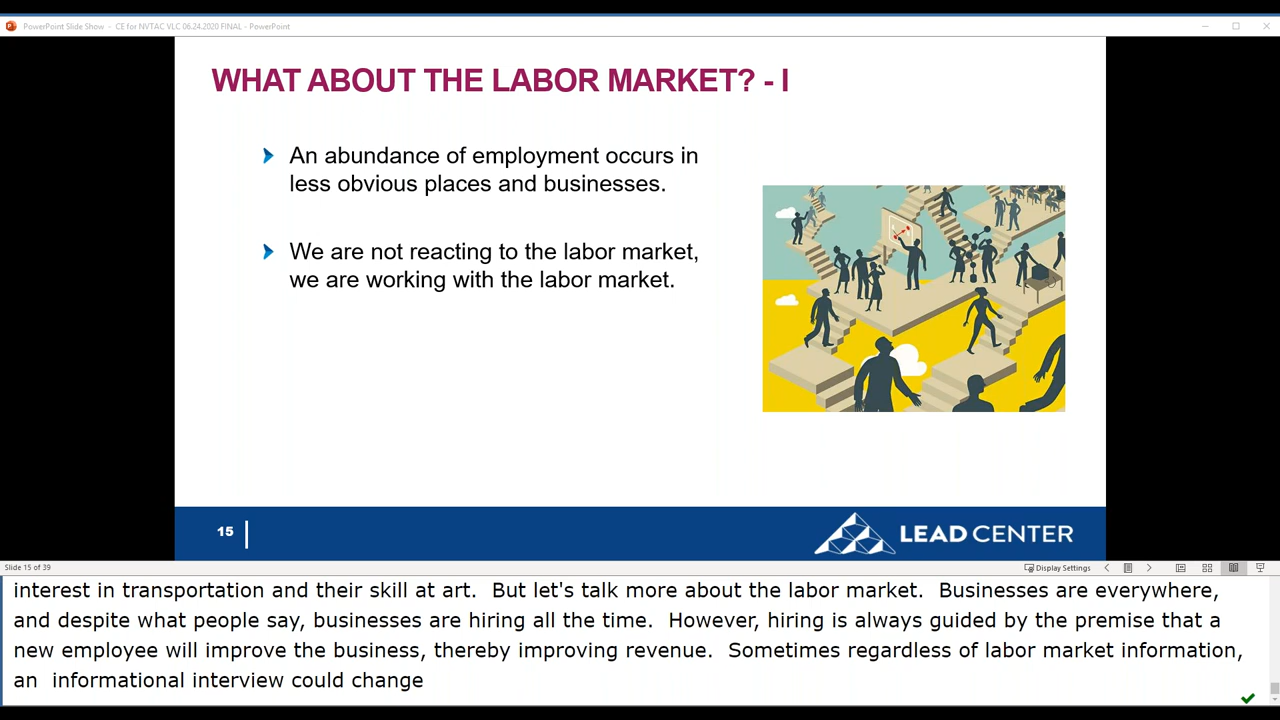 PowerPoint Slide Show - CE for NVTAC VLC 06.24.2020 FINAL - PowerPoint
WHAT ABOUT THE LABOR MARKET? - I
An abundance of employment occurs in
less obvious places and businesses.
We are not reacting to the labor market,
we are working with the labor market.
15
LEAD CENTER
Slide 15 of 39
Display Settings
interest in transportation and their skill at art.  But let's talk more about the labor market.  Businesses are everywhere,
and despite what people say, businesses are hiring all the time.  However, hiring is always guided by the premise that a
new employee will improve the business, thereby improving revenue.  Sometimes regardless of labor market information,
an  informational interview could change